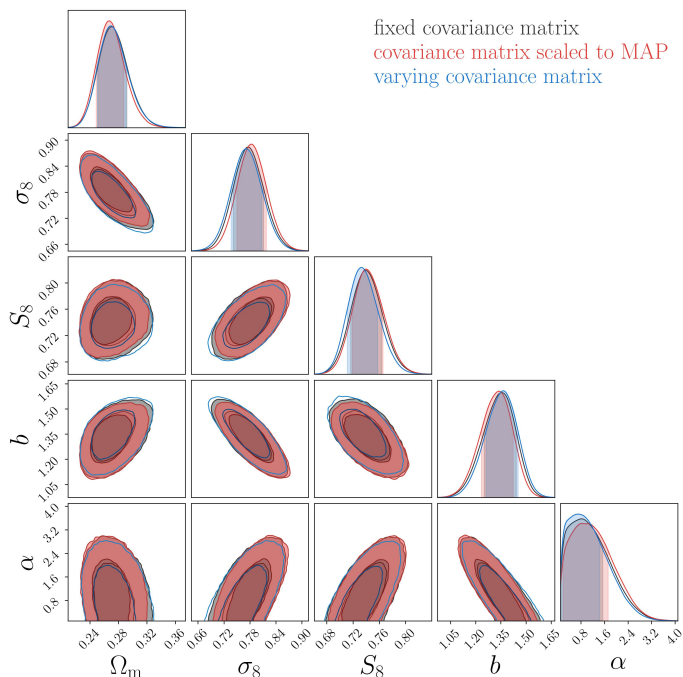 fixed covariance matrix
covariance matrix scaled to MAP
varying covariance matrix
σ8
0.90
0.84
0.78
0.72
0.66
S8
0.80
0.76
0.72
0.68
b
1.65
1.50
1.35
1.20
1.05
α
4.0
3.2
2.4
1.6
0.8
0.24 0.28 0.32 0.36 0.66 0.72 0.78 0.84 0.90 0.68 0.72 0.76 0.80 1.05 1.20 1.35 1.50 1.65 0.8 1.6 2.4 3.2 4.0
Ωm σ8 S8 b α